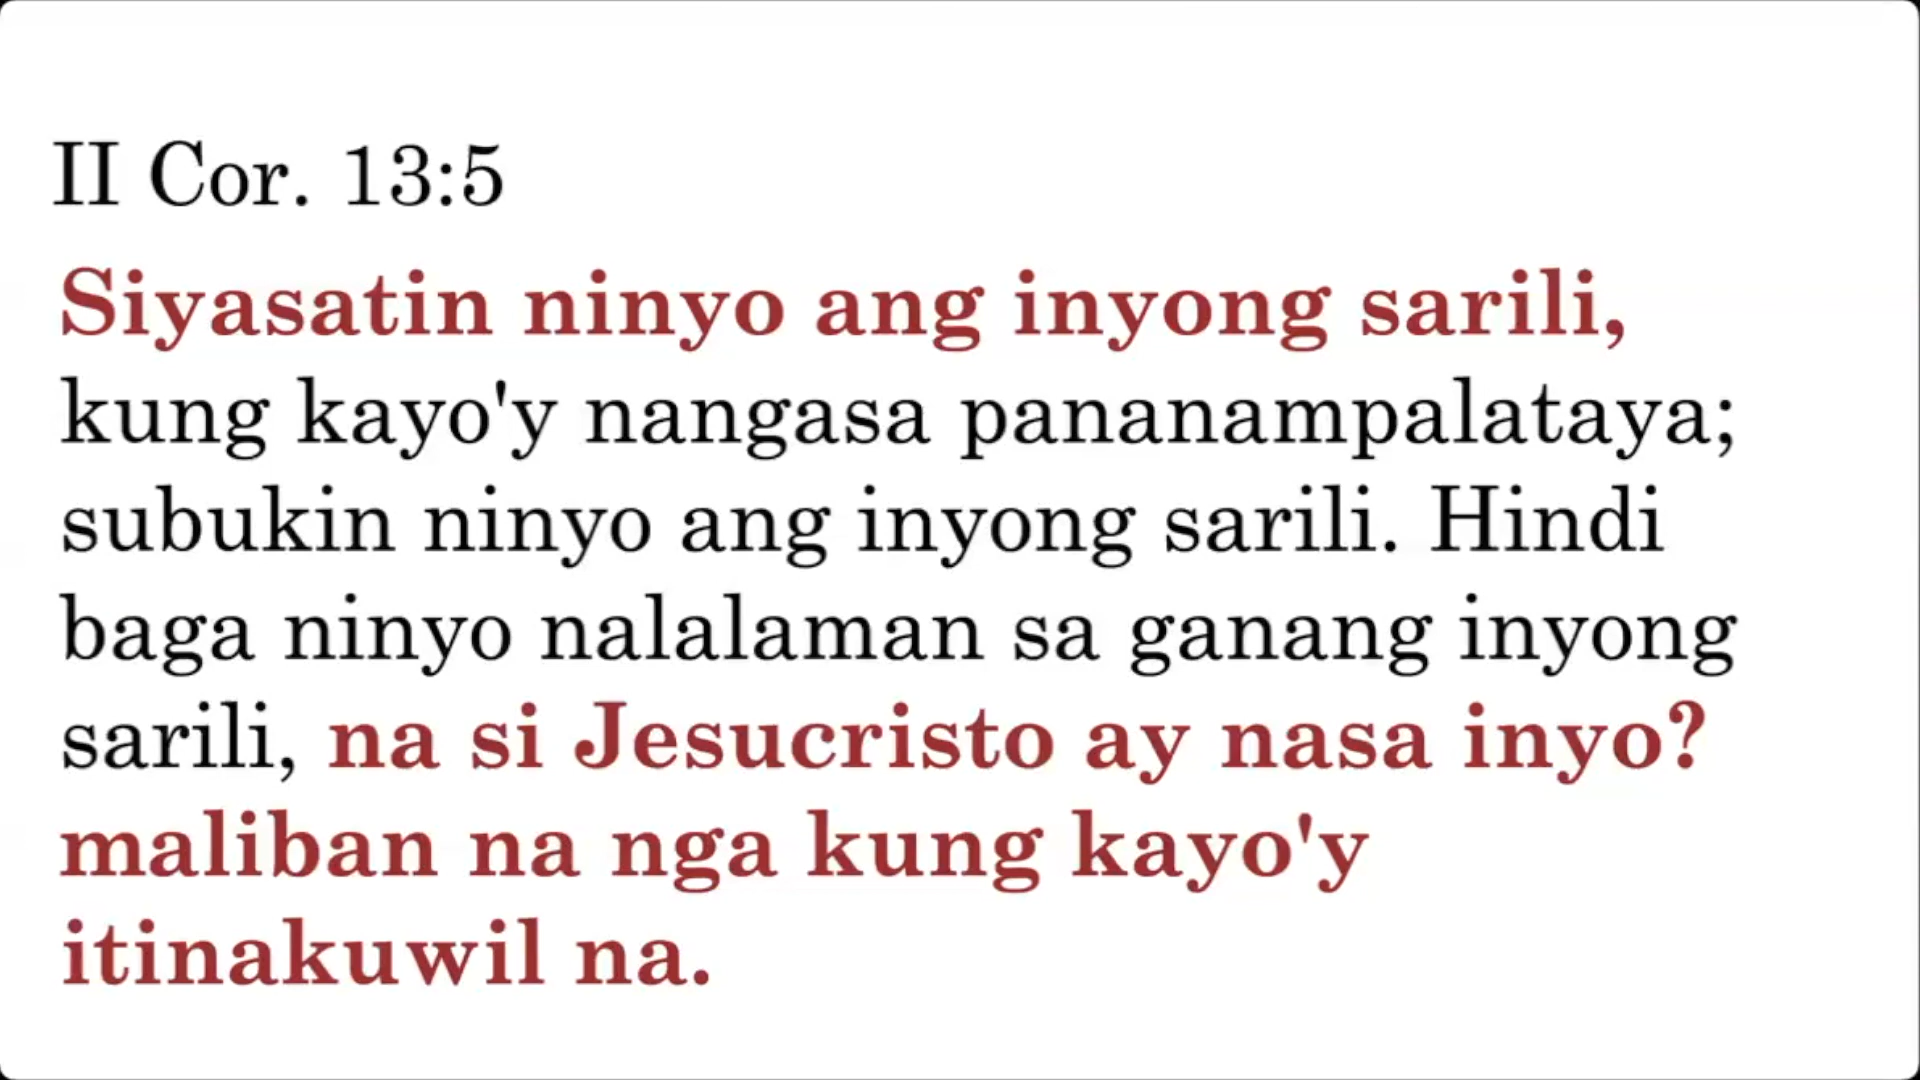 II Cor. 13:5
Siyasatin ninyo ang inyong sarili,
kung kayo'y nangasa pananampalataya;
subukin ninyo ang inyong sarili. Hindi
baga ninyo nalalaman sa ganang inyong
sarili, na si Jesucristo ay nasa inyo?
maliban na nga kung kayo'y
itinakuwil na.